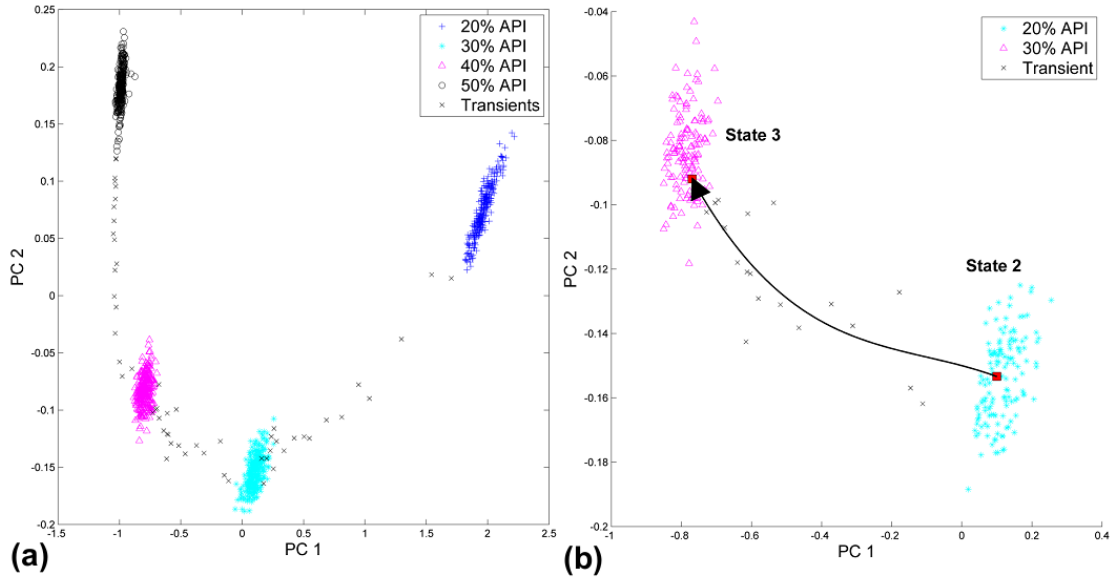 20% API
30% API
40% API
50% API
Transients
0.25
0.2
0.15
0.1
0.05
0
-0.05
-0.1
-0.15
-0.2
PC 2
-1.5
-1
-0.5
0
0.5
1
1.5
2
2.5
PC 1
(a)
20% API
30% API
Transient
State 3
State 2
-0.04
-0.06
-0.08
-0.1
-0.12
-0.14
-0.16
-0.18
-0.2
PC 2
-1
-0.8
-0.6
-0.4
-0.2
0
0.2
0.4
PC 1
(b)